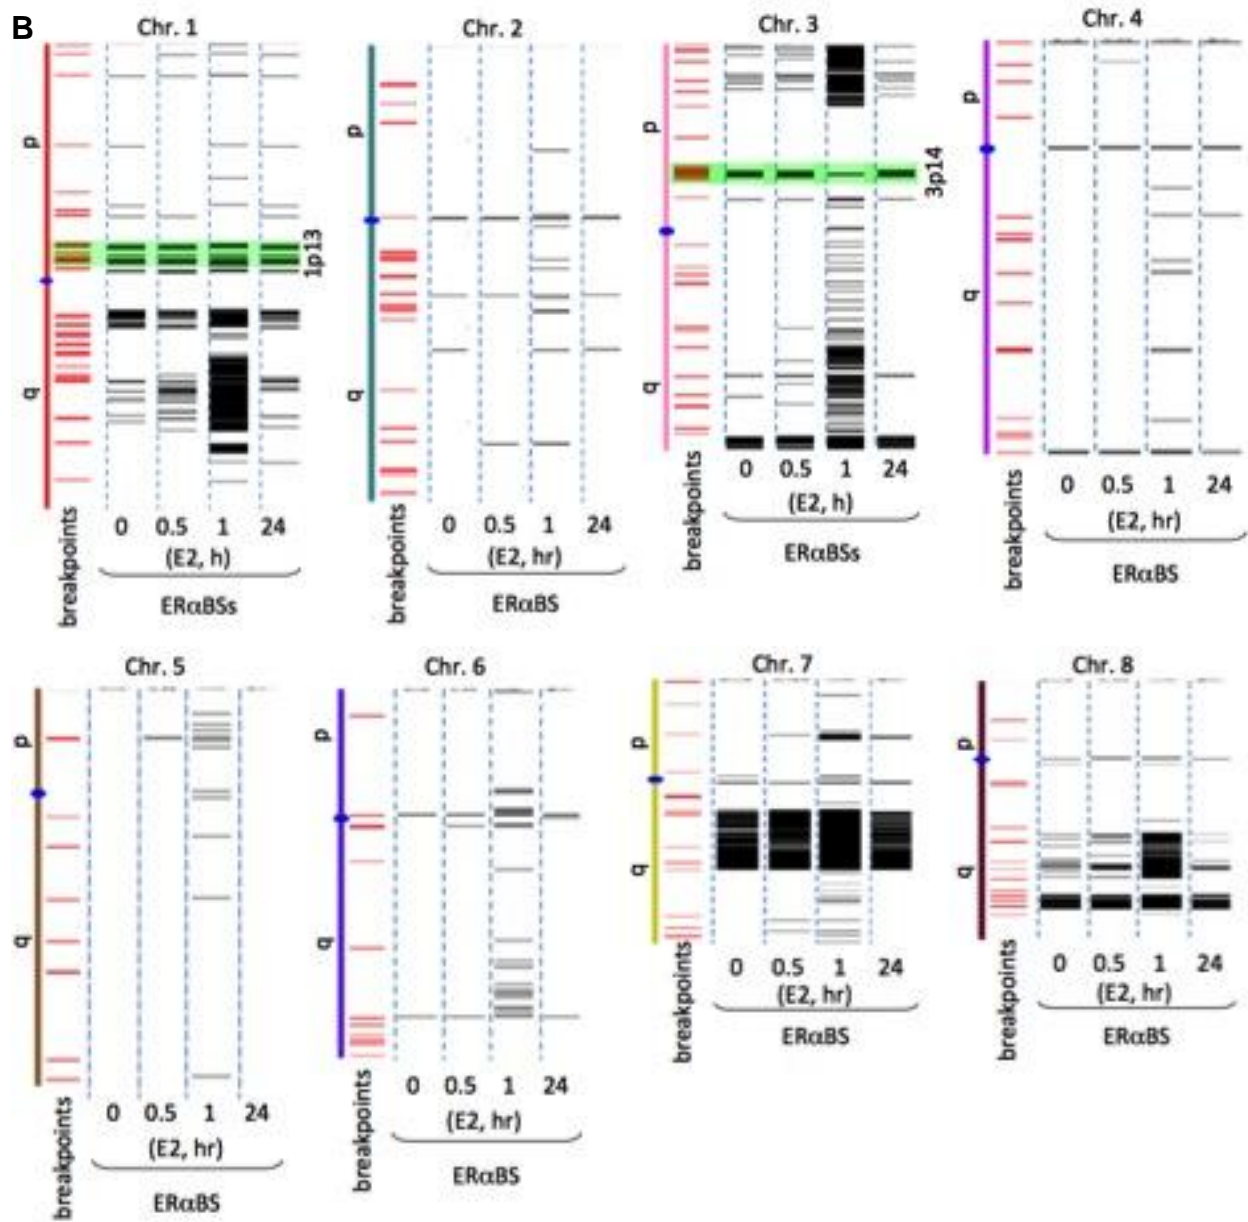 B
Chr. 1
p
q
1p13
breakpoints
0 0.5 1 24
(E2, h)
ERαBSs
Chr. 2
p
q
breakpoints
0 0.5 1 24
(E2, hr)
ERαBS
Chr. 3
p
q
3p14
breakpoints
0 0.5 1 24
(E2, h)
ERαBSs
Chr. 4
p
q
breakpoints
0 0.5 1 24
(E2, hr)
ERαBS
Chr. 5
p
q
breakpoints
0 0.5 1 24
(E2, hr)
ERαBS
Chr. 6
p
q
breakpoints
0 0.5 1 24
(E2, hr)
ERαBS
Chr. 7
p
q
breakpoints
0 0.5 1 24
(E2, hr)
ERαBS
Chr. 8
p
q
breakpoints
0 0.5 1 24
(E2, hr)
ERαBS